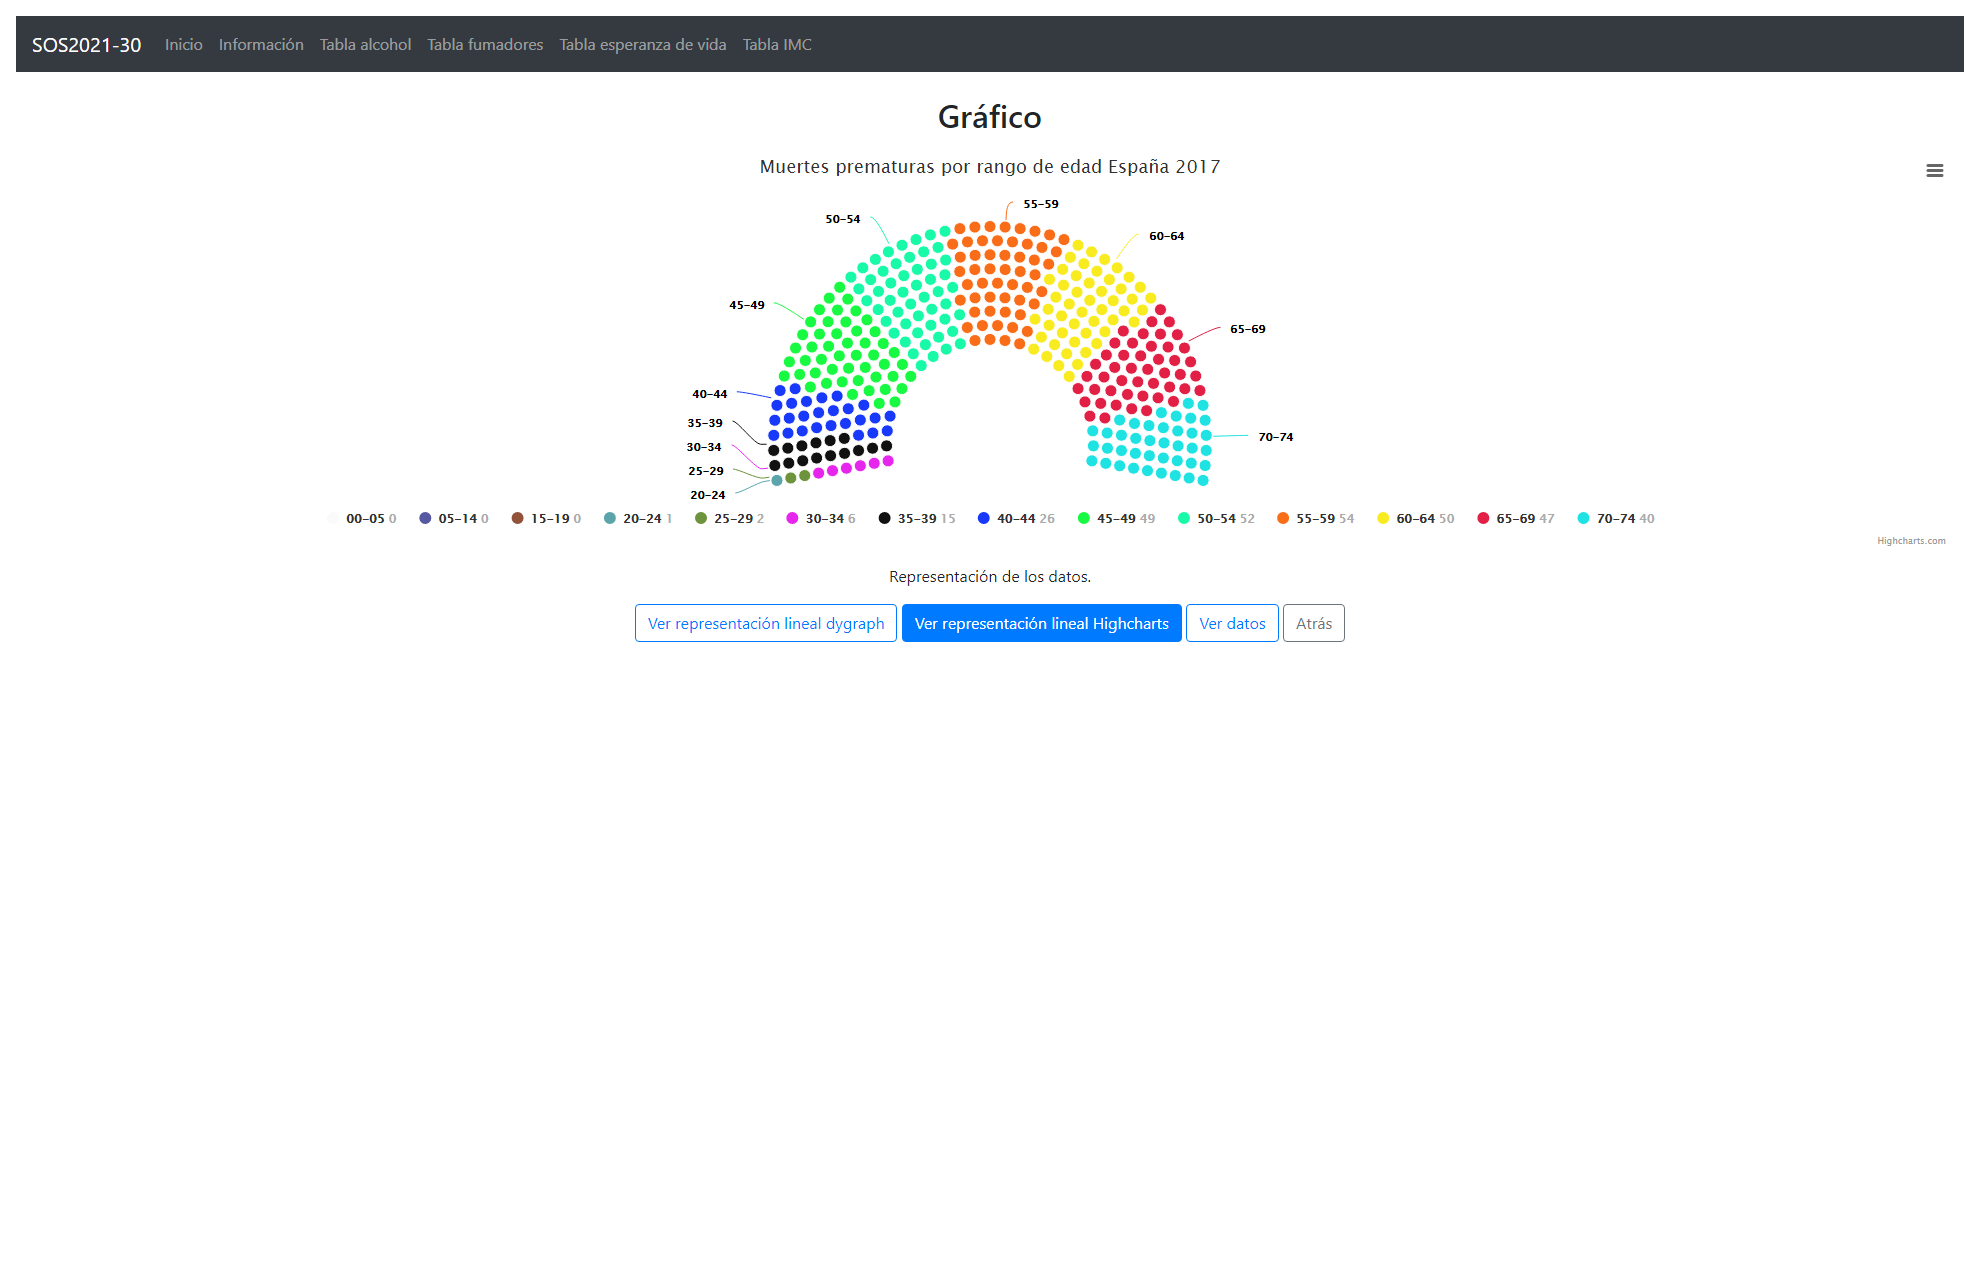 SOS2021-30 Inicio Información Tabla alcohol Tabla fumadores Tabla esperanza de vida Tabla IMC
Gráfico
Muertes prematuras por rango de edad España 2017
55-59
50-54
60-64
45-49
65-69
40-44
35-39
70-74
30-34
25-29
20-24
00-05 0 05-14 0 15-19 0 20-24 1 25-29 2 30-34 6 35-39 15 40-44 26 45-49 49 50-54 52 55-59 54 60-64 50 65-69 47 70-74 40
Highcharts.com
Representación de los datos.
Ver representación lineal dygraph Ver representación lineal Highcharts Ver datos Atrás